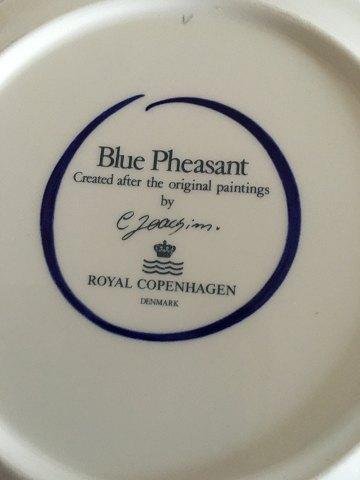 Blue Pheasant
Created after the original paintings
by
C Joachim.
ROYAL COPENHAGEN
DENMARK